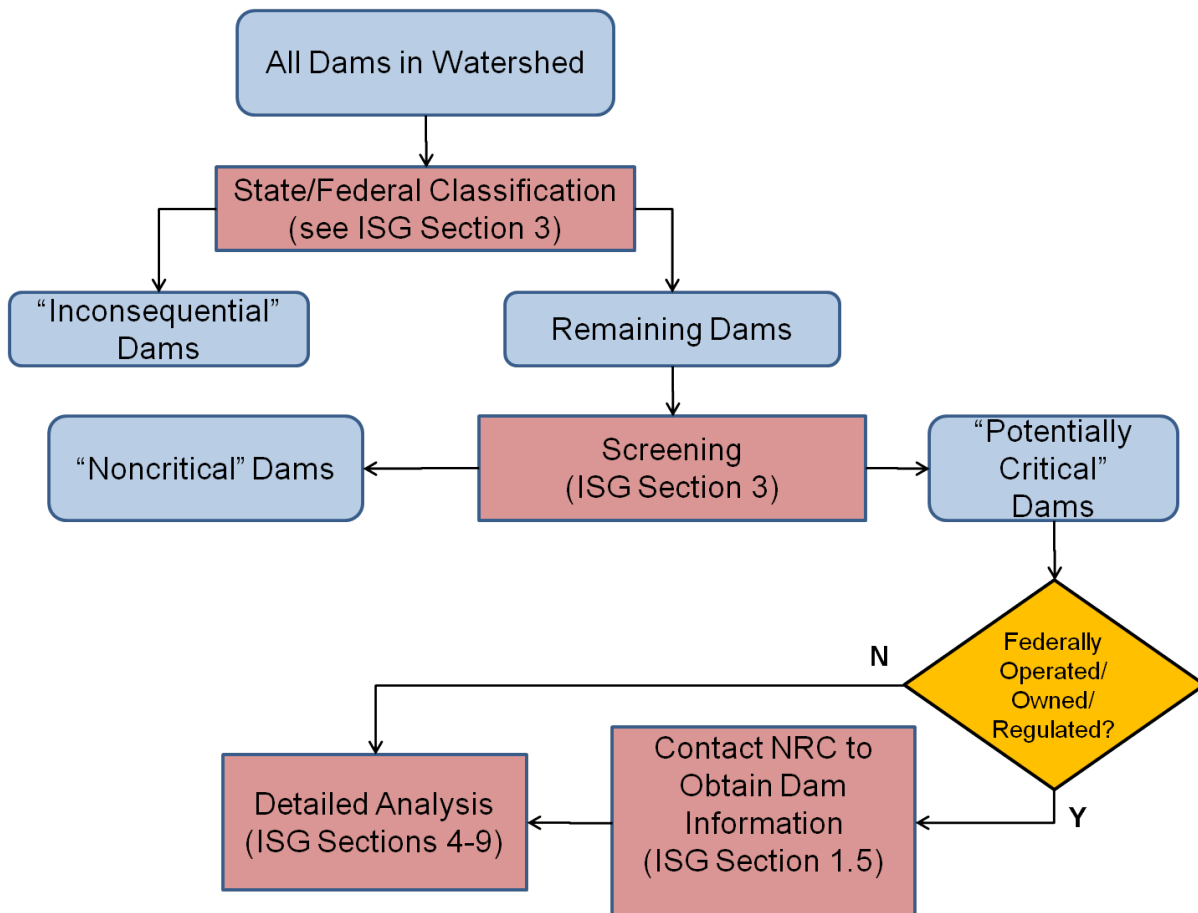 All Dams in Watershed
State/Federal Classification
(see ISG Section 3)
“Inconsequential”
Dams
Remaining Dams
“Noncritical” Dams
Screening
(ISG Section 3)
“Potentially
Critical”
Dams
Federally
Operated/
Owned/
Regulated?
N
Y
Contact NRC to
Obtain Dam
Information
(ISG Section 1.5)
Detailed Analysis
(ISG Sections 4-9)